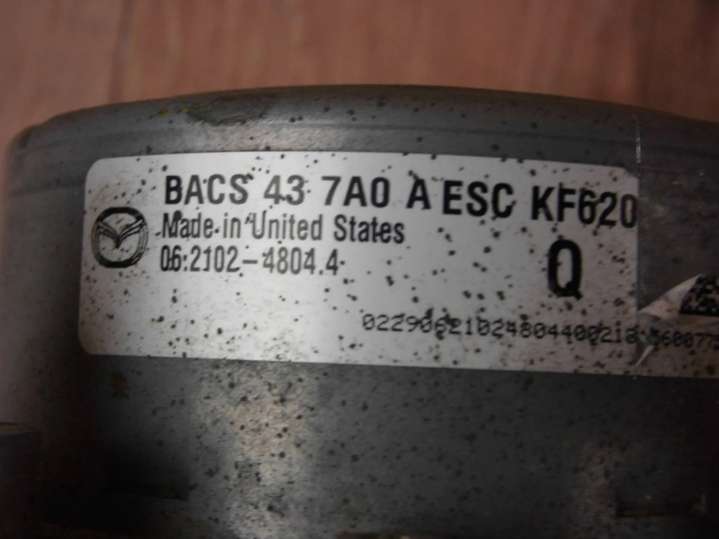 BACS 43 7A0 A ESC KF620
Made in United States
06.2102-4804.4
Q